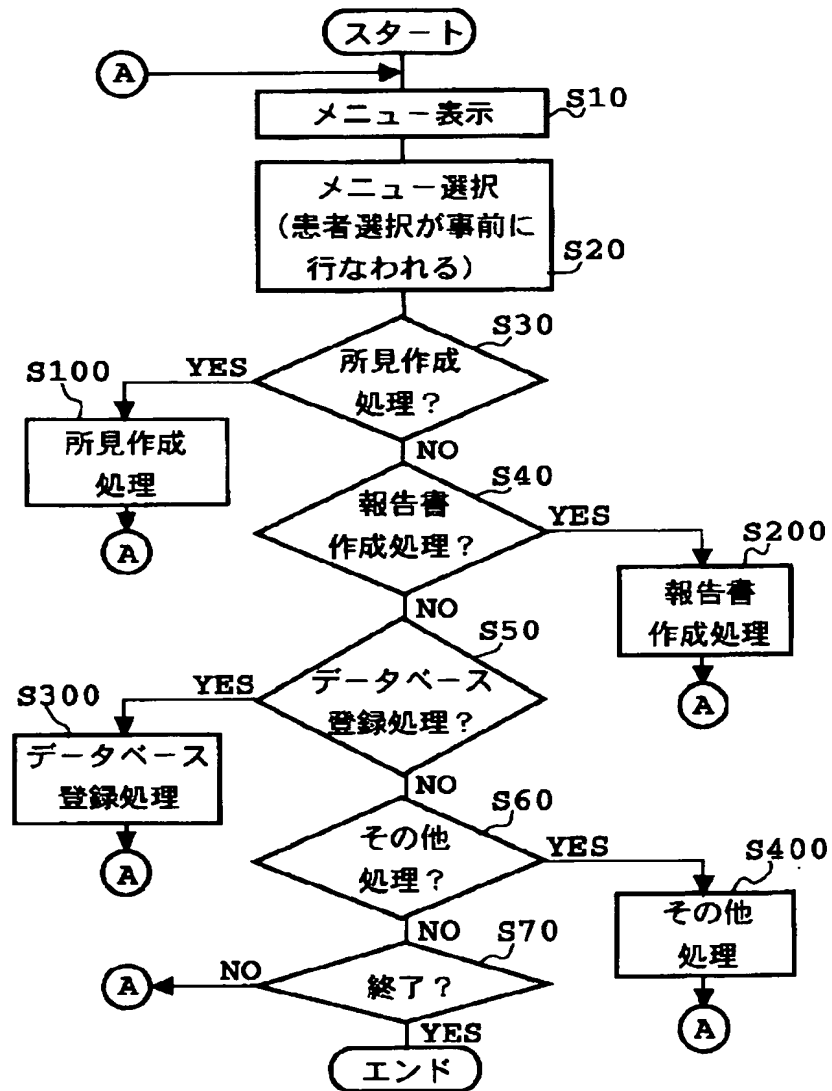 スタート
A
S10
メニュー表示
メニュー選択
(患者選択が事前に
行なわれる)
S20
S30
所見作成
処理?
YES
S100
所見作成
処理
A
NO
S40
報告書
作成処理?
YES
S200
報告書
作成処理
A
NO
S50
データベース
登録処理?
YES
S300
データベース
登録処理
A
NO
S60
その他
処理?
YES
S400
その他
処理
A
NO
S70
終了?
NO
A
YES
エンド